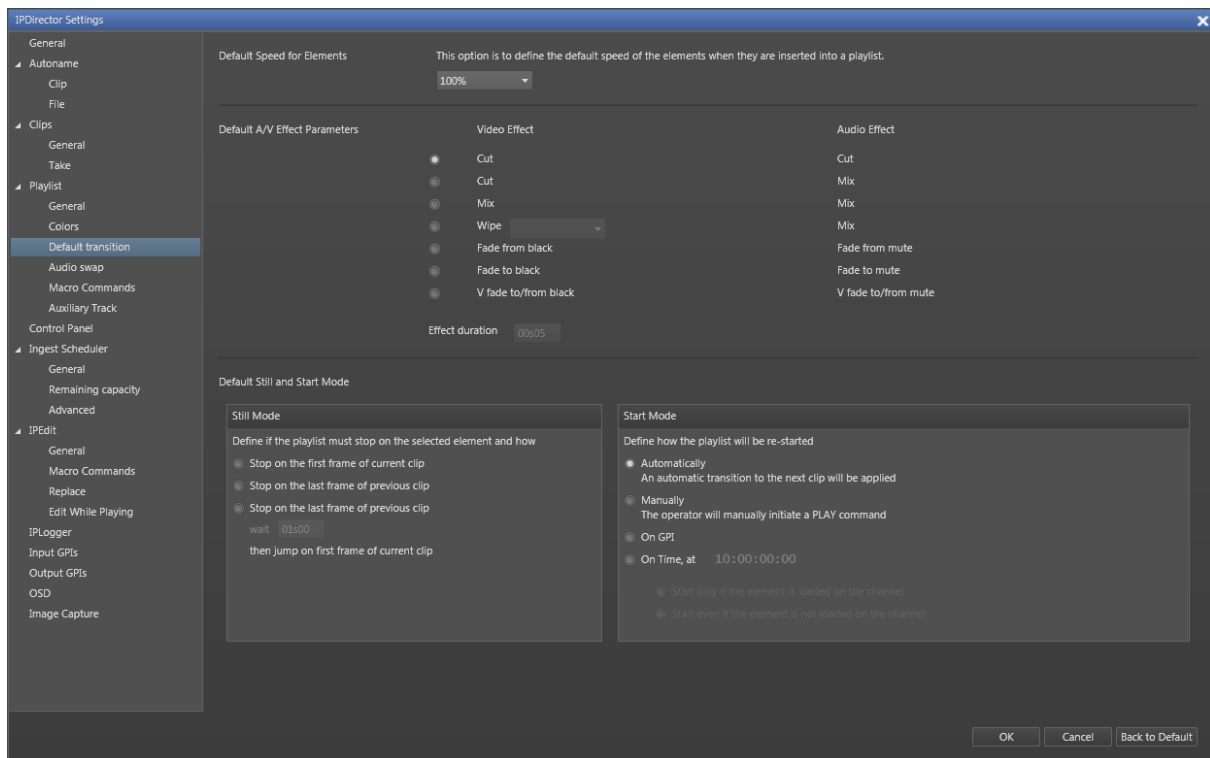 IPDirector Settings
General
Autoname
Clip
File
Clips
General
Take
Playlist
General
Colors
Default transition
Audio swap
Macro Commands
Auxiliary Track
Control Panel
Ingest Scheduler
General
Remaining capacity
Advanced
IPEdit
General
Macro Commands
Replace
Edit While Playing
IPLogger
Input GPIs
Output GPIs
OSD
Image Capture
Default Speed for Elements This option is to define the default speed of the elements when they are inserted into a playlist.
100%
Default A/V Effect Parameters Video Effect Audio Effect
Cut Cut
Cut Mix
Mix Mix
Wipe Mix
Fade from black Fade from mute
Fade to black Fade to mute
V fade to/from black V fade to/from mute
Effect duration 00s05
Default Still and Start Mode
Still Mode
Define if the playlist must stop on the selected element and how
Stop on the first frame of current clip
Stop on the last frame of previous clip
Stop on the last frame of previous clip
wait 01s00
then jump on first frame of current clip
Start Mode
Define how the playlist will be re-started
Automatically
An automatic transition to the next clip will be applied
Manually
The operator will manually initiate a PLAY command
On GPI
On Time, at 10:00:00:00
Start only if the element is loaded on the channel
Start even if the element is not loaded on the channel
OK Cancel Back to Default